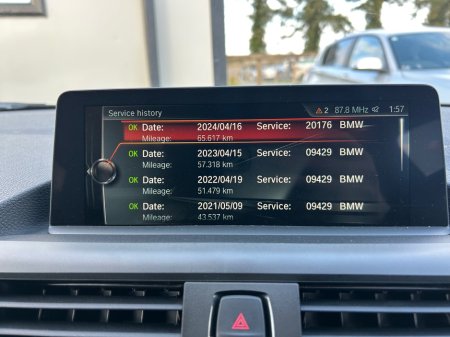 Service history 2 87.8 MHz 1:57
OK Date: 2024/04/16 Service: 20176 BMW
Mileage: 65.617 km
OK Date: 2023/04/15 Service: 09429 BMW
Mileage: 57.318 km
OK Date: 2022/04/19 Service: 09429 BMW
Mileage: 51.479 km
OK Date: 2021/05/09 Service: 09429 BMW
Mileage: 43.537 km